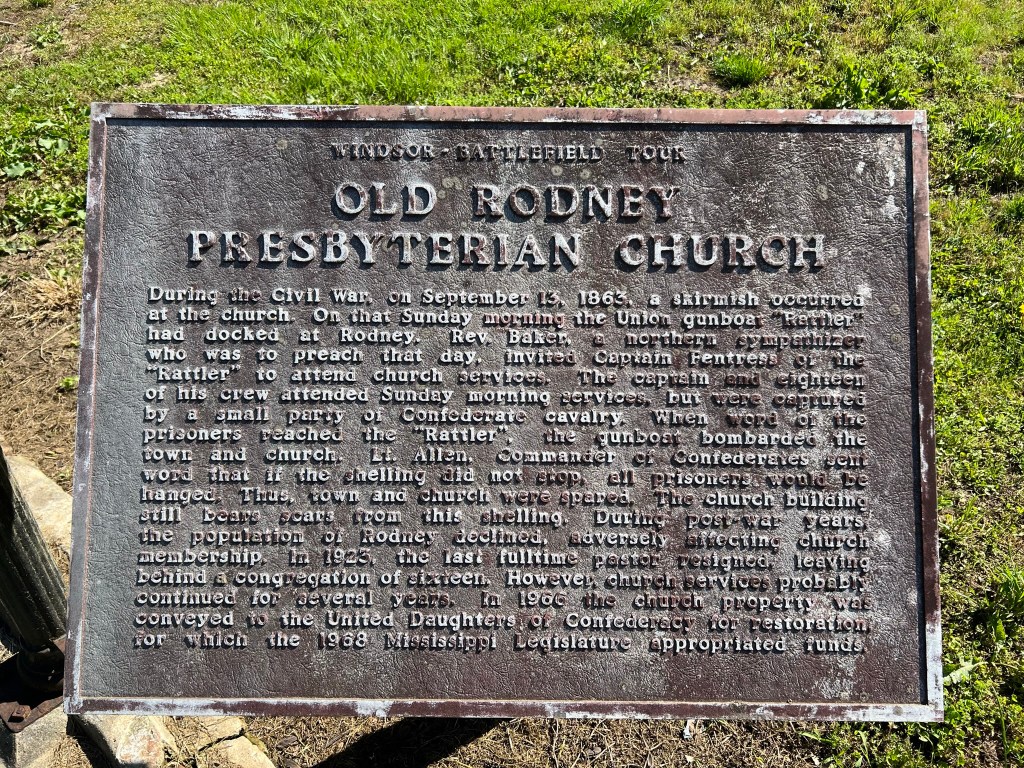 WINDSOR - BATTLEFIELD TOUR
OLD RODNEY
PRESBYTERIAN CHURCH
During the Civil War, on September 13, 1863, a skirmish occurred
at the church. On that Sunday morning the Union gunboat "Rattler"
had docked at Rodney. Rev. Baker, a northern sympathizer
who was to preach that day, invited Captain Fentress of the
"Rattler" to attend church services. The captain and eighteen
of his crew attended Sunday morning services, but were captured
by a small party of Confederate cavalry. When word of the
prisoners reached the "Rattler", the gunboat bombarded the
town and church. Lt. Allen, Commander of Confederates sent
word that if the shelling did not stop, all prisoners would be
hanged. Thus, town and church were spared. The church building
still bears scars from this shelling. During post-war years,
the population of Rodney declined, adversely affecting church
membership. In 1923, the last fulltime pastor resigned, leaving
behind a congregation of sixteen. However, church services probably
continued for several years. In 1966 the church property was
conveyed to the United Daughters of Confederacy for restoration,
for which the 1968 Mississippi Legislature appropriated funds.